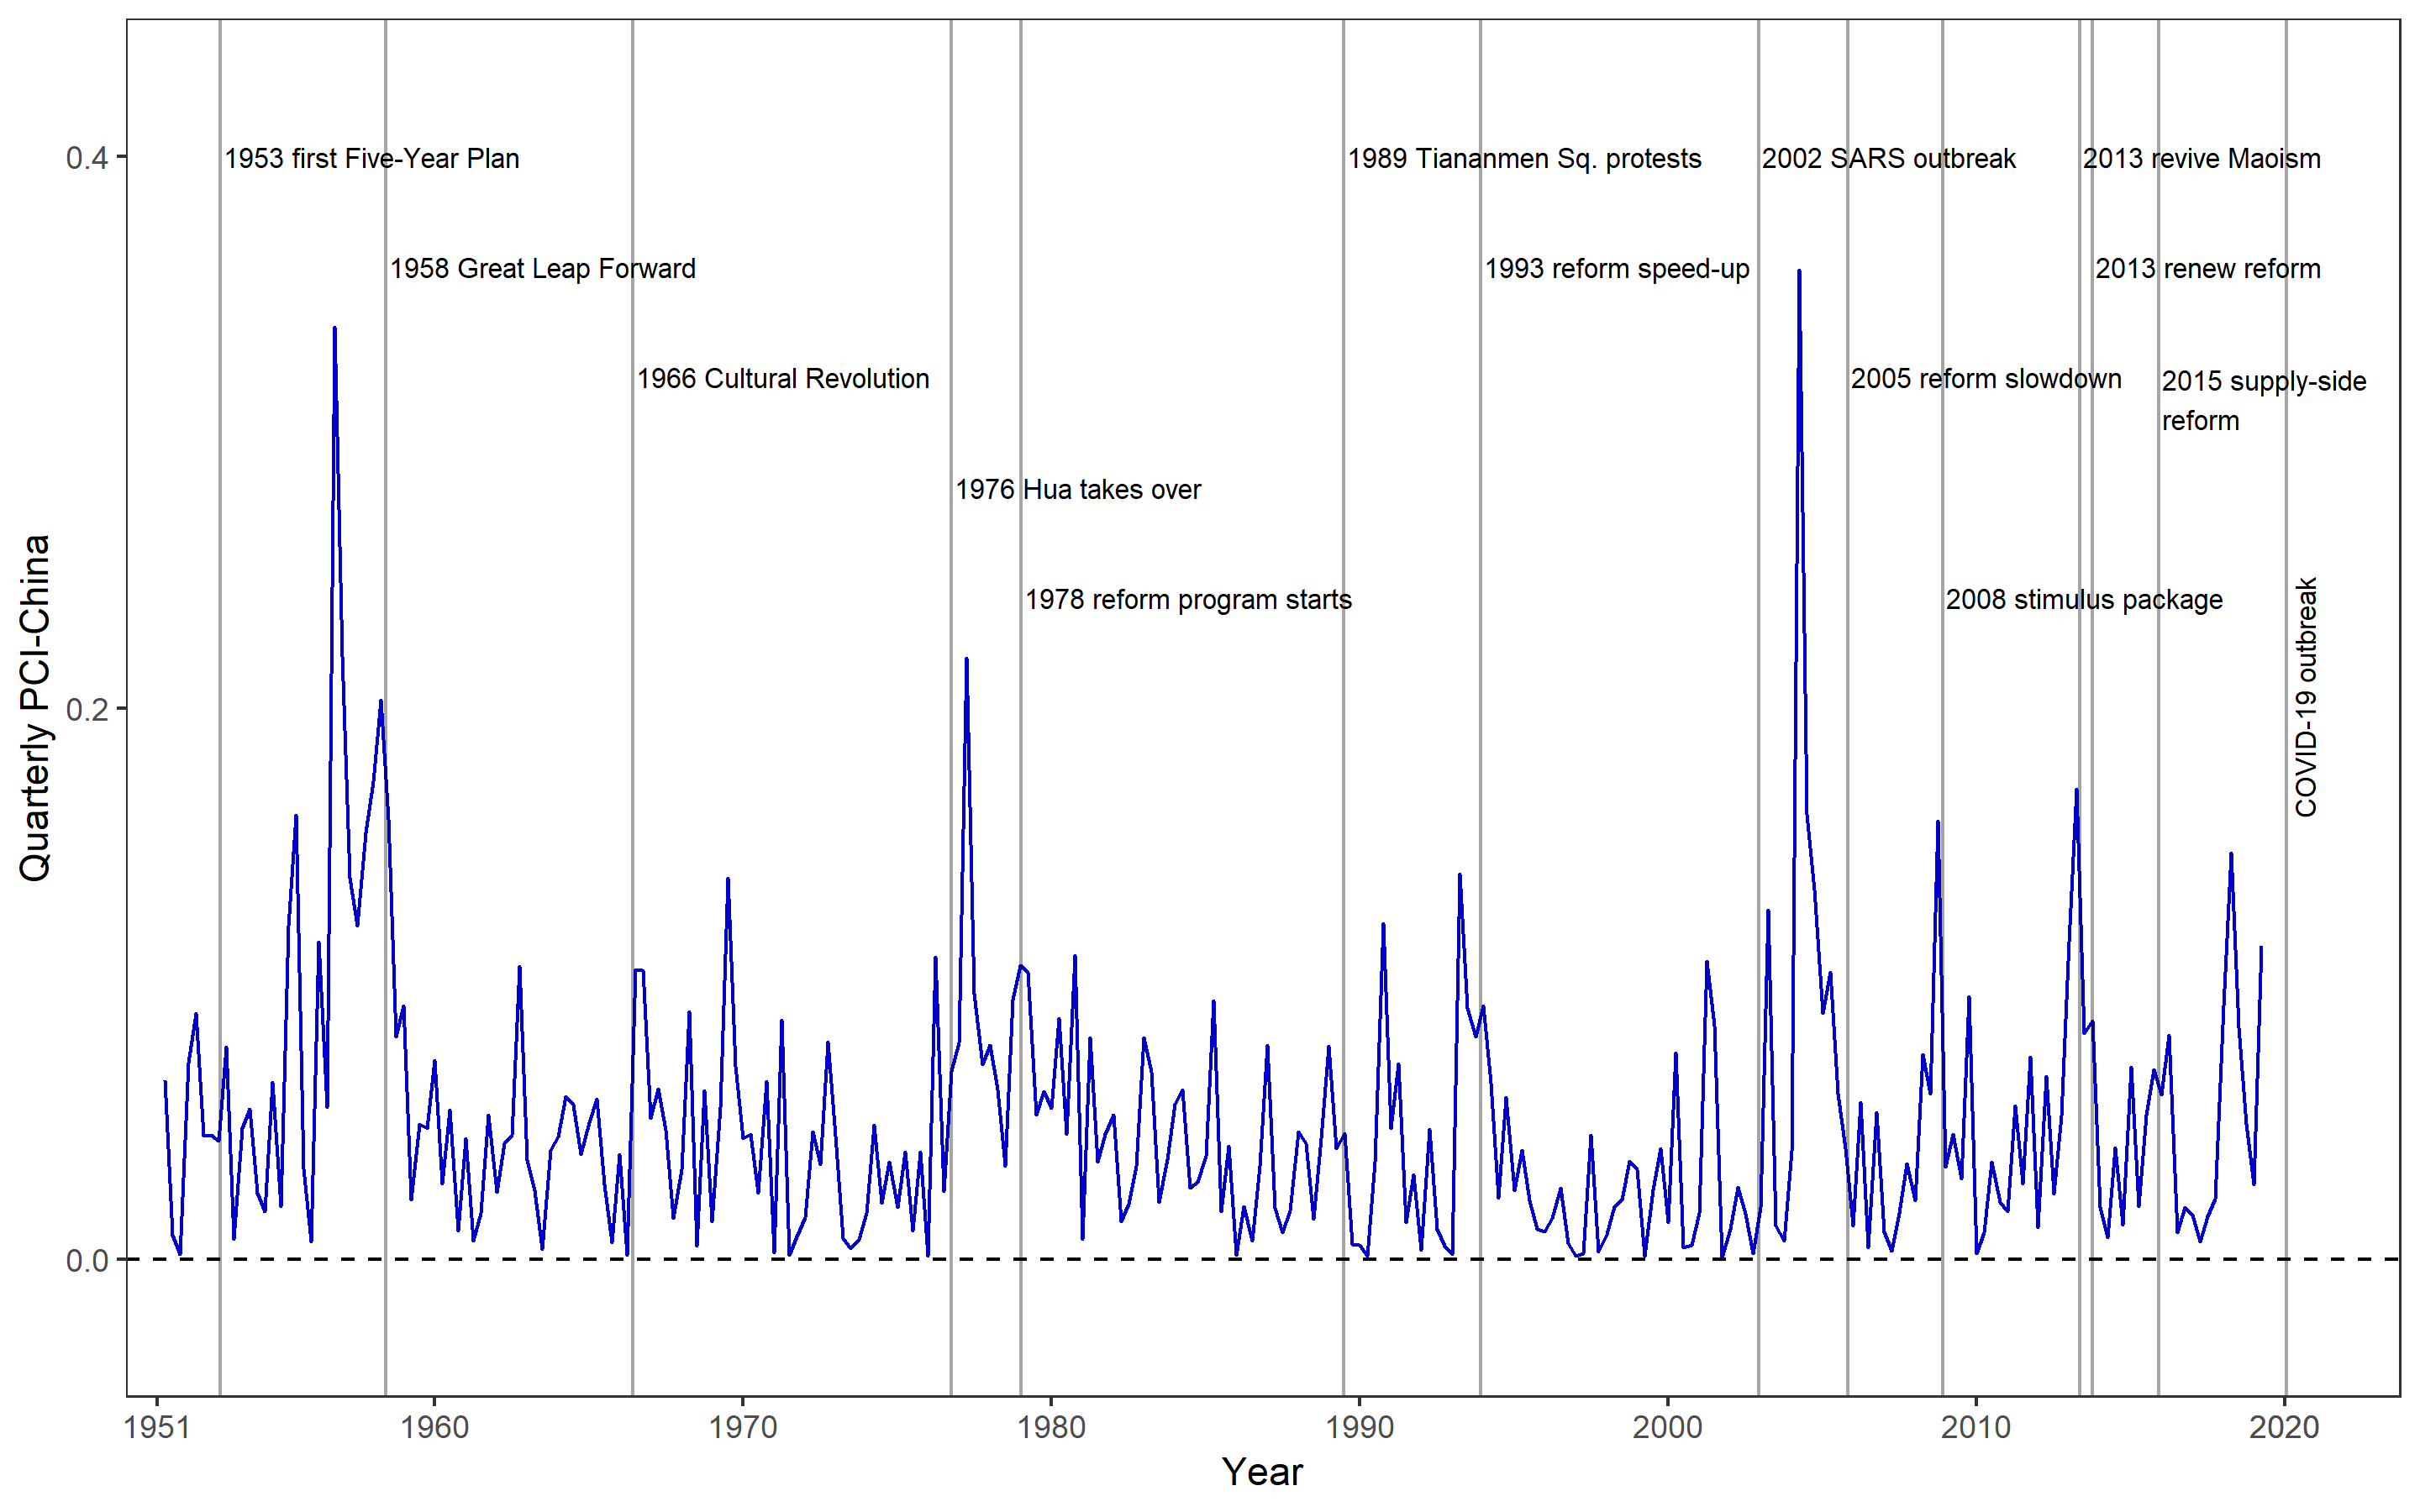 0.4
0.2
0.0
Quarterly PCI-China
1953 first Five-Year Plan
1989 Tiananmen Sq. protests
2002 SARS outbreak
2013 revive Maoism
1958 Great Leap Forward
1993 reform speed-up
2013 renew reform
1966 Cultural Revolution
2005 reform slowdown
2015 supply-side
reform
1976 Hua takes over
1978 reform program starts
2008 stimulus package
COVID-19 outbreak
1951
1960
1970
1980
1990
2000
2010
2020
Year